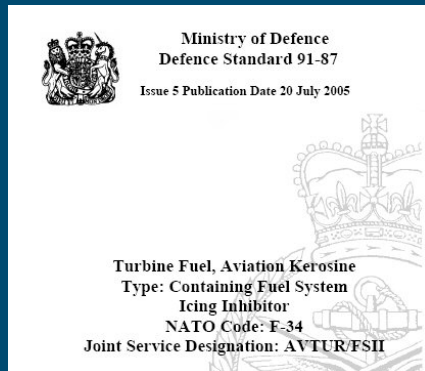 Ministry of Defence
Defence Standard 91-87
Issue 5 Publication Date 20 July 2005
Turbine Fuel, Aviation Kerosine
Type: Containing Fuel System
Icing Inhibitor
NATO Code: F-34
Joint Service Designation: AVTUR/FSII